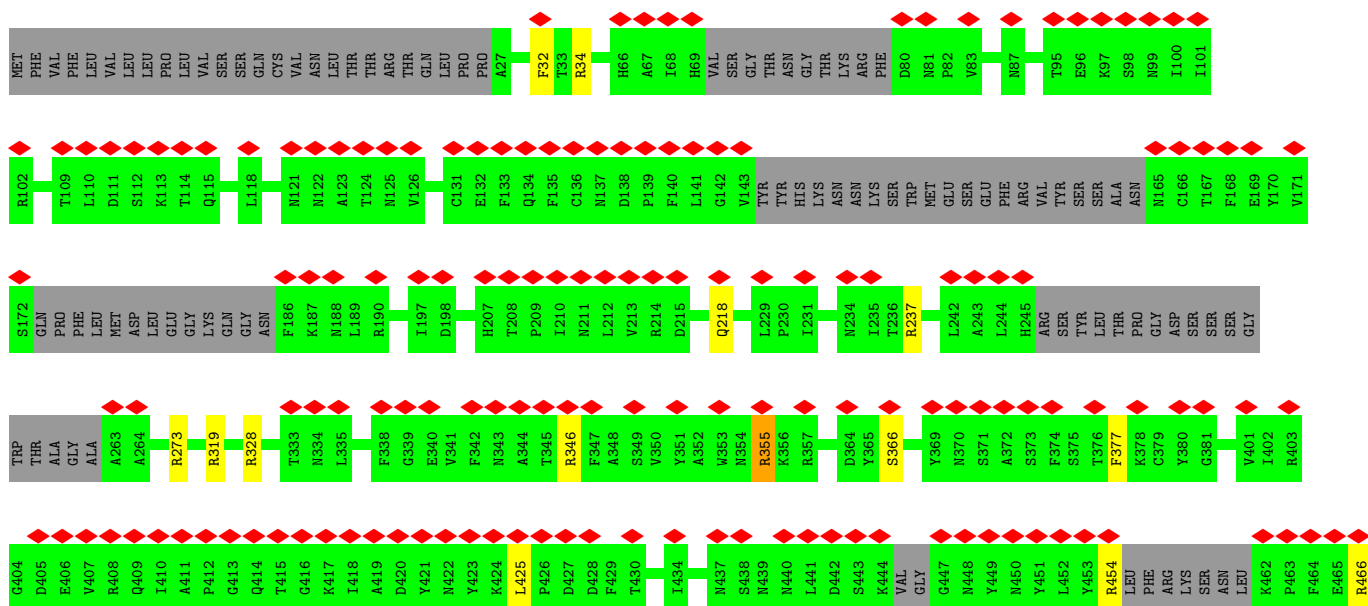 MET PHE VAL PHE LEU VAL LEU LEU PRO LEU VAL SER SER GLN CYS VAL ASN LEU THR THR ARG THR GLN LEU PRO PRO A27 F32 T33 R34 H66 A67 I68 H69 VAL SER GLY THR ASN GLY THR LYS ARG PHE D80 N81 P82 V83 N87 T95 E96 K97 S98 N99 I100 I101
R102 T109 L110 D111 S112 K113 T114 Q115 L118 N121 N122 A123 T124 N125 V126 C131 E132 F133 Q134 F135 C136 N137 D138 P139 F140 L141 G142 V143 TYR TYR HIS LYS ASN ASN LYS SER TRP MET GLU SER GLU PHE ARG VAL TYR SER SER ALA ASN N165 C166 T167 F168 E169 Y170 V171
S172 GLN PRO PHE LEU MET ASP LEU GLU GLY LYS GLN GLY ASN F186 K187 N188 L189 R190 I197 D198 H207 T208 P209 I210 N211 L212 V213 R214 D215 Q218 L229 P230 I231 N234 I235 T236 R237 L242 A243 L244 H245 ARG SER TYR LEU THR PRO GLY ASP SER SER SER GLY
TRP THR ALA GLY ALA A263 A264 R273 R319 R328 T333 N334 L335 F338 G339 E340 V341 F342 N343 A344 T345 R346 F347 A348 S349 V350 Y351 A352 W353 N354 R355 K356 R357 D364 Y365 S366 Y369 N370 S371 A372 S373 F374 S375 T376 F377 K378 C379 Y380 G381 V401 I402 R403
G404 D405 E406 V407 R408 Q409 I410 A411 P412 G413 Q414 T415 G416 K417 I418 A419 D420 Y421 N422 Y423 K424 L425 P426 D427 D428 F429 T430 I434 N437 S438 N439 N440 L441 D442 S443 K444 VAL GLY G447 N448 Y449 N450 Y451 L452 Y453 R454 LEU PHE ARG LYS SER ASN LEU K462 P463 F464 E465 R466